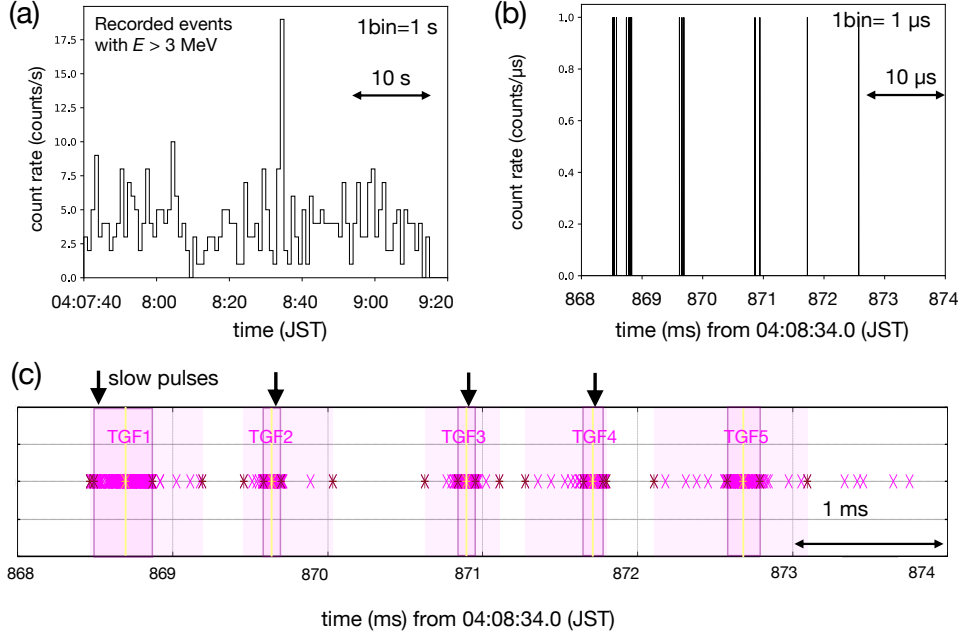 (a)
Recorded events
with E > 3 MeV
1bin=1 s
10 s
count rate (counts/s)
17.5
15.0
12.5
10.0
7.5
5.0
2.5
0.0
04:07:40 8:00 8:20 8:40 9:00 9:20
time (JST)
(b)
1bin= 1 µs
10 µs
count rate (counts/µs)
1.0
0.8
0.6
0.4
0.2
0.0
868 869 870 871 872 873 874
time (ms) from 04:08:34.0 (JST)
(c)
slow pulses
TGF1 TGF2 TGF3 TGF4 TGF5
1 ms
868 869 870 871 872 873 874
time (ms) from 04:08:34.0 (JST)